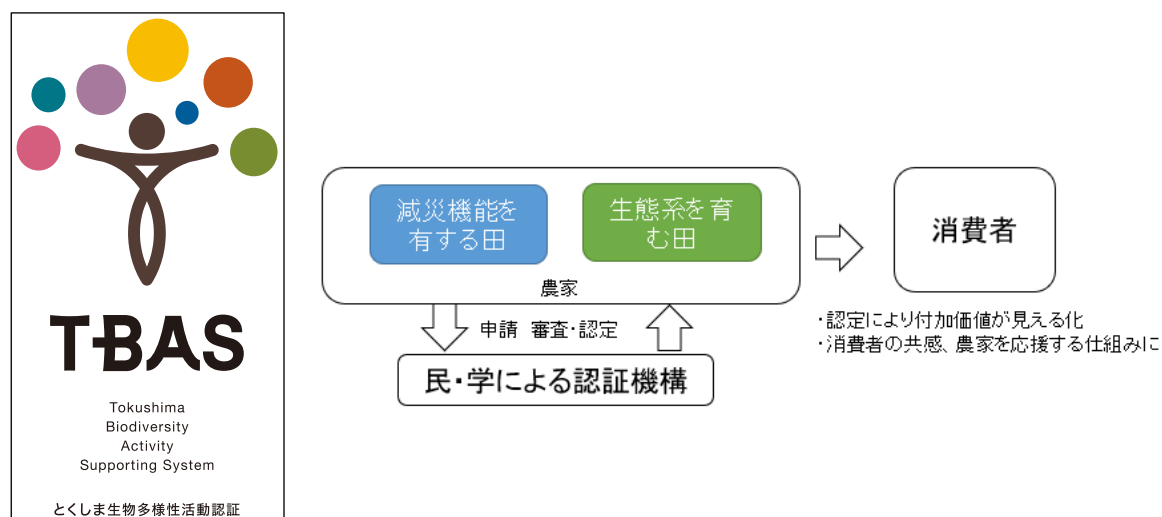 T-BAS
Tokushima
Biodiversity
Activity
Supporting System
とくしま生物多様性活動認証
減災機能を
有する田
生態系を育
む田
農家
申請 審査・認定
民・学による認証機構
消費者
・認定により付加価値が見える化
・消費者の共感、農家を応援する仕組みに